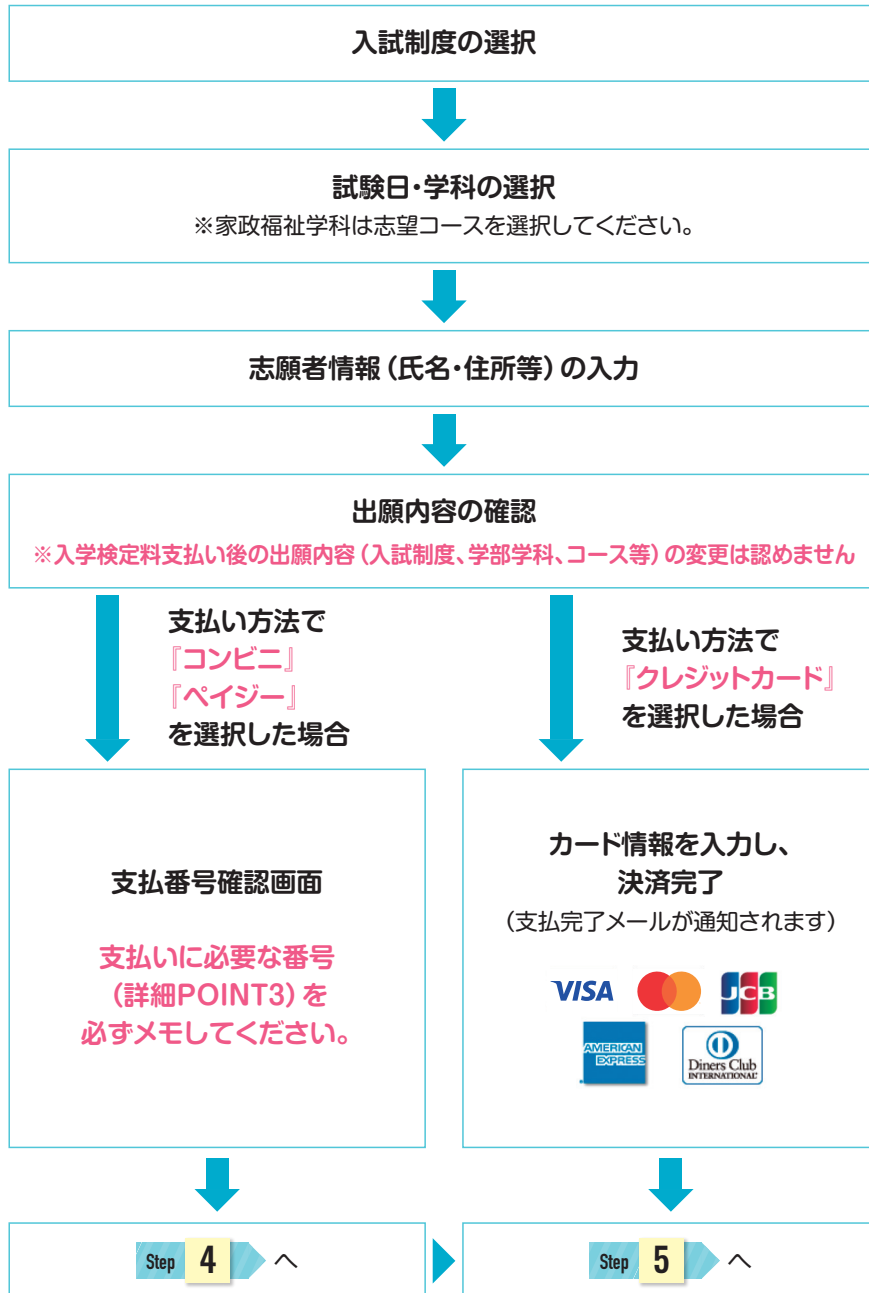 入試制度の選択
試験日・学科の選択
※家政福祉学科は志望コースを選択してください。
志願者情報（氏名・住所等）の入力
出願内容の確認
※入学検定料支払い後の出願内容（入試制度、学部学科、コース等）の変更は認めません
支払い方法で
『コンビニ』
『ペイジー』
を選択した場合
支払い方法で
『クレジットカード』
を選択した場合
支払番号確認画面
支払いに必要な番号
（詳細POINT3）を
必ずメモしてください。
カード情報を入力し、
決済完了
（支払完了メールが通知されます）
VISA
JCB
AMERICAN
EXPRESS
Diners Club
INTERNATIONAL
Step 4 へ
Step 5 へ